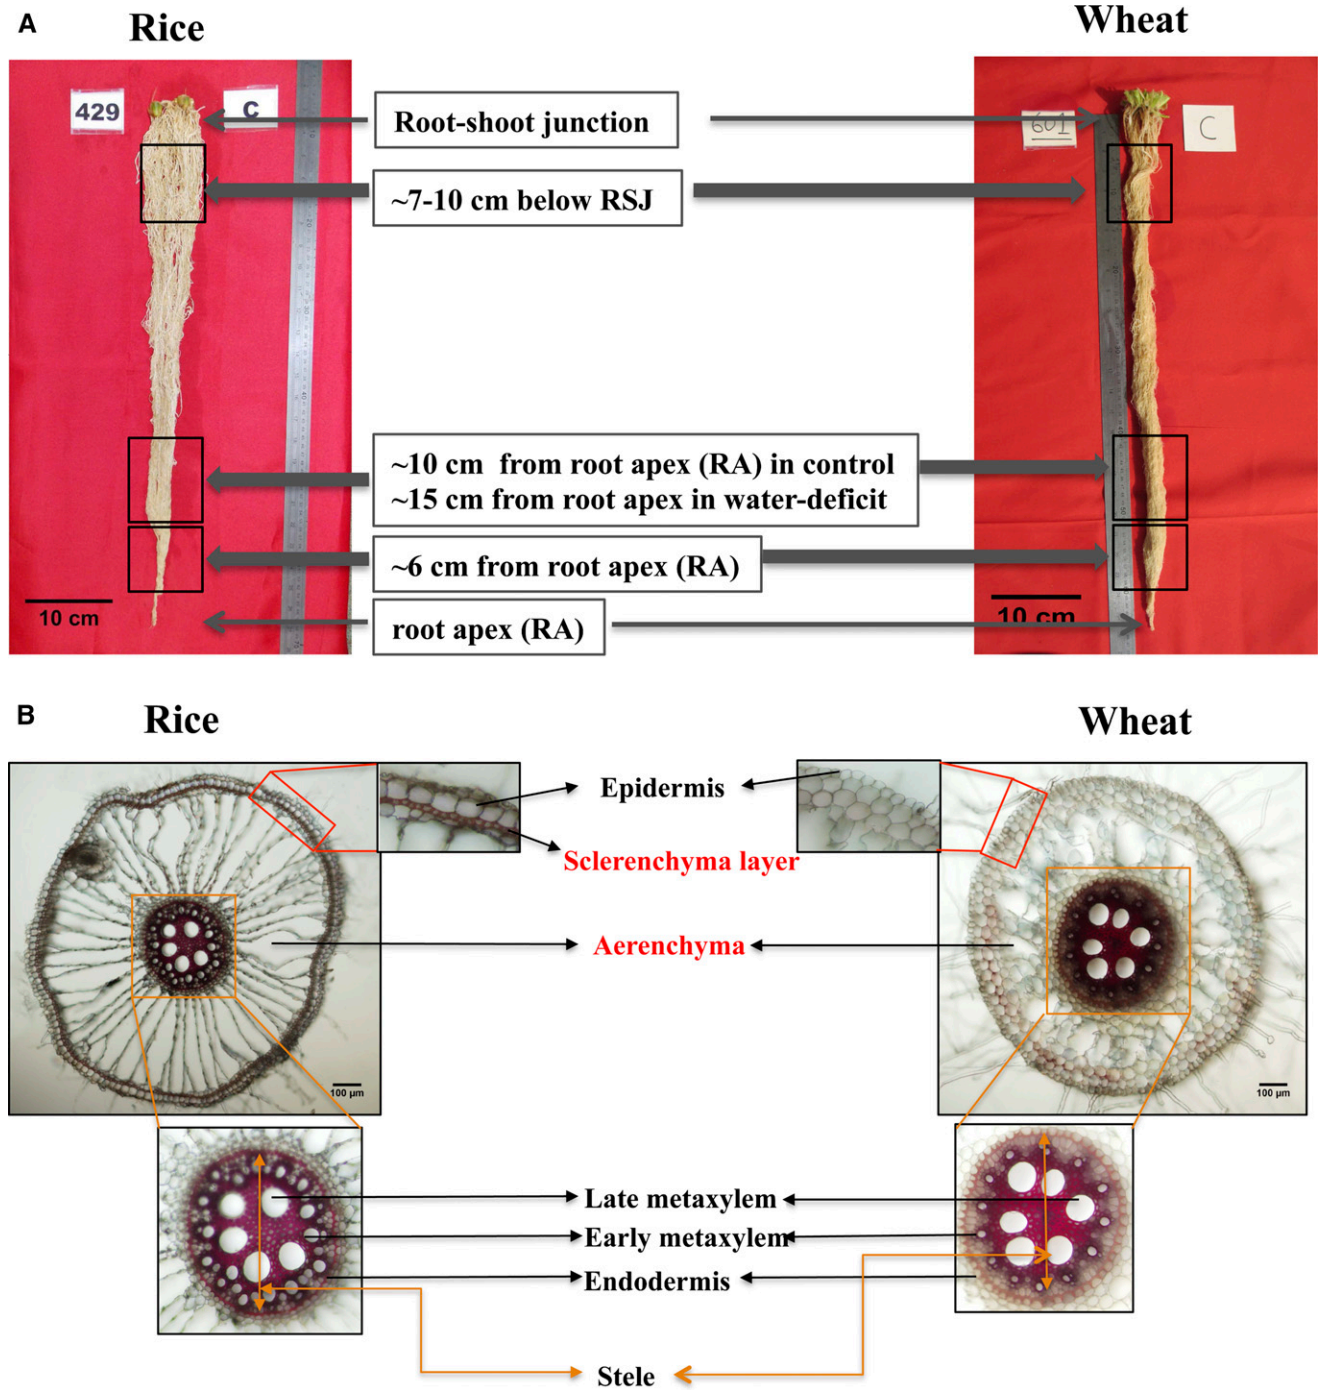 A
Rice
Wheat
429
C
Root-shoot junction
601
C
~7-10 cm below RSJ
~10 cm from root apex (RA) in control
~15 cm from root apex in water-deficit
~6 cm from root apex (RA)
10 cm
root apex (RA)
10 cm
B
Rice
Wheat
Epidermis
Sclerenchyma layer
Aerenchyma
100 µm
100 µm
Late metaxylem
Early metaxylem
Endodermis
Stele